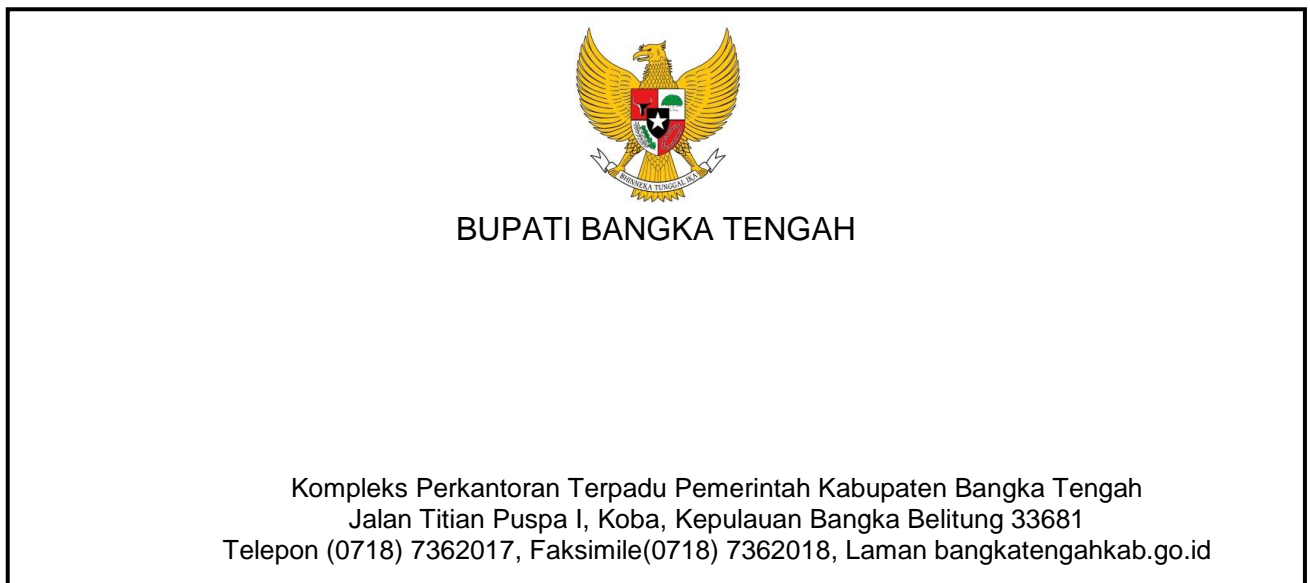 BHINNEKA TUNGGAL IKA
BUPATI BANGKA TENGAH
Kompleks Perkantoran Terpadu Pemerintah Kabupaten Bangka Tengah
Jalan Titian Puspa I, Koba, Kepulauan Bangka Belitung 33681
Telepon (0718) 7362017, Faksimile(0718) 7362018, Laman bangkatengahkab.go.id